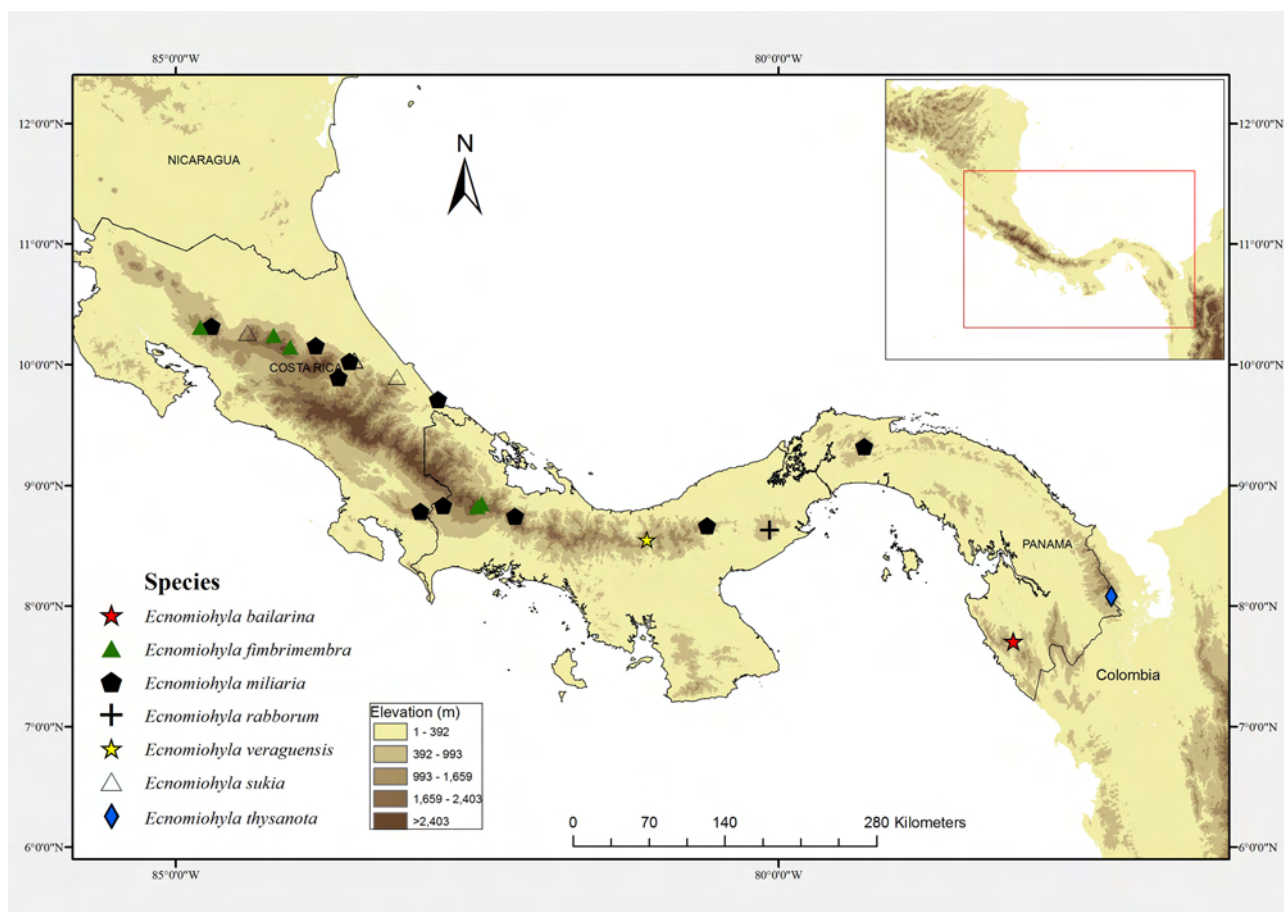 85°0'0"W 80°0'0"W
12°0'0"N 12°0'0"N
NICARAGUA
N
11°0'0"N 11°0'0"N
10°0'0"N 10°0'0"N
COSTA RICA
9°0'0"N 9°0'0"N
PANAMA
Species
8°0'0"N 8°0'0"N
Ecnomiohyla bailarina
Ecnomiohyla fimbrimembra
Colombia
Ecnomiohyla miliaria
7°0'0"N 7°0'0"N
Ecnomiohyla rabborum
Ecnomiohyla veraguensis
Ecnomiohyla sukia
Ecnomiohyla thysanota
Elevation (m)
1 - 392
392 - 993
993 - 1,659
1,659 - 2,403
>2,403
0 70 140 280 Kilometers
6°0'0"N 6°0'0"N
85°0'0"W 80°0'0"W